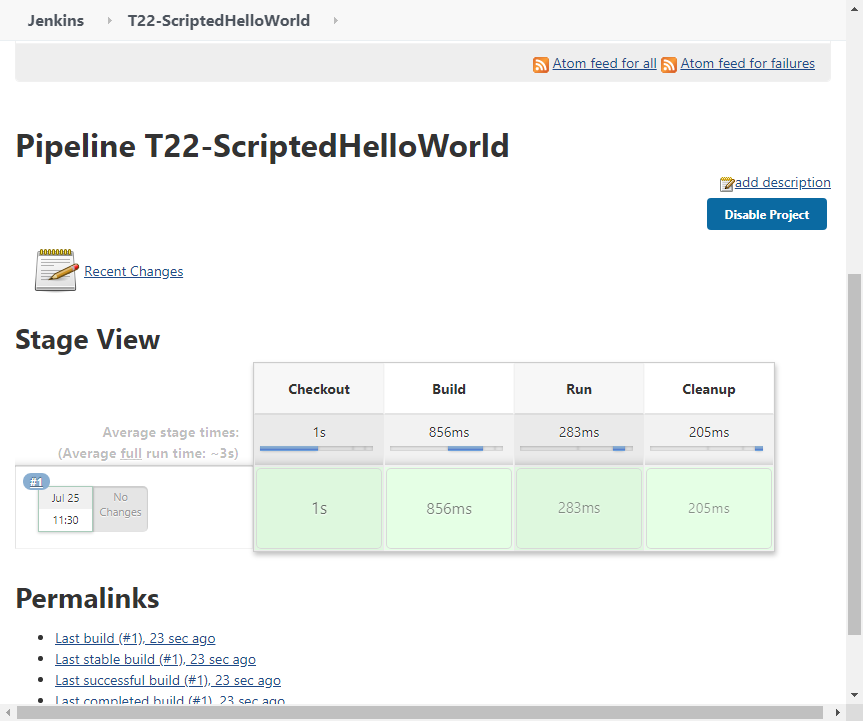 Jenkins T22-ScriptedHelloWorld
Atom feed for all Atom feed for failures
Pipeline T22-ScriptedHelloWorld
add description
Disable Project
Recent Changes
Stage View
Checkout Build Run Cleanup
Average stage times: 1s 856ms 283ms 205ms
(Average full run time: ~3s)
#1
Jul 25
11:30
No
Changes
1s 856ms 283ms 205ms
Permalinks
Last build (#1), 23 sec ago
Last stable build (#1), 23 sec ago
Last successful build (#1), 23 sec ago
Last completed build (#1), 23 sec ago